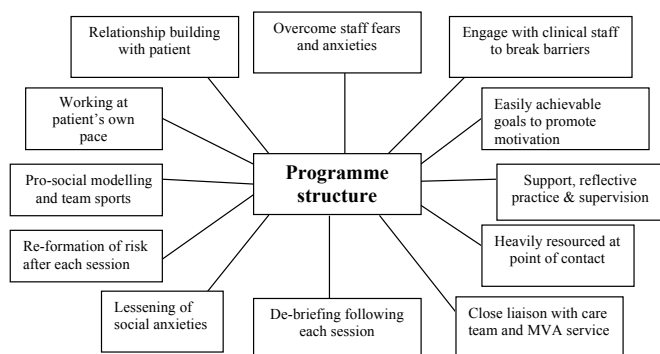 Relationship building
with patient
Overcome staff fears
and anxieties
Engage with clinical staff
to break barriers
Working at
patient's own
pace
Easily achievable
goals to promote
motivation
Programme
structure
Pro-social modelling
and team sports
Support, reflective
practice & supervision
Re-formation of risk
after each session
Heavily resourced at
point of contact
Lessening of
social anxieties
De-briefing following
each session
Close liaison with care
team and MVA service